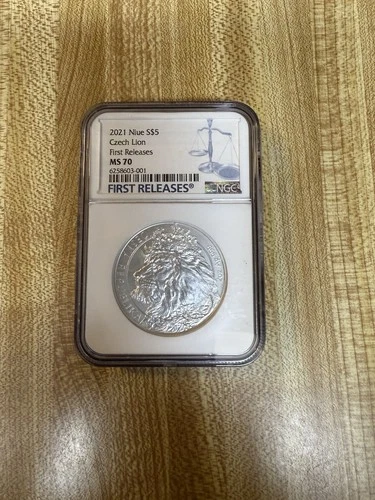 2021 Niue S$5
Czech Lion
First Releases
MS 70
6258603-001
FIRST RELEASES®
NGC